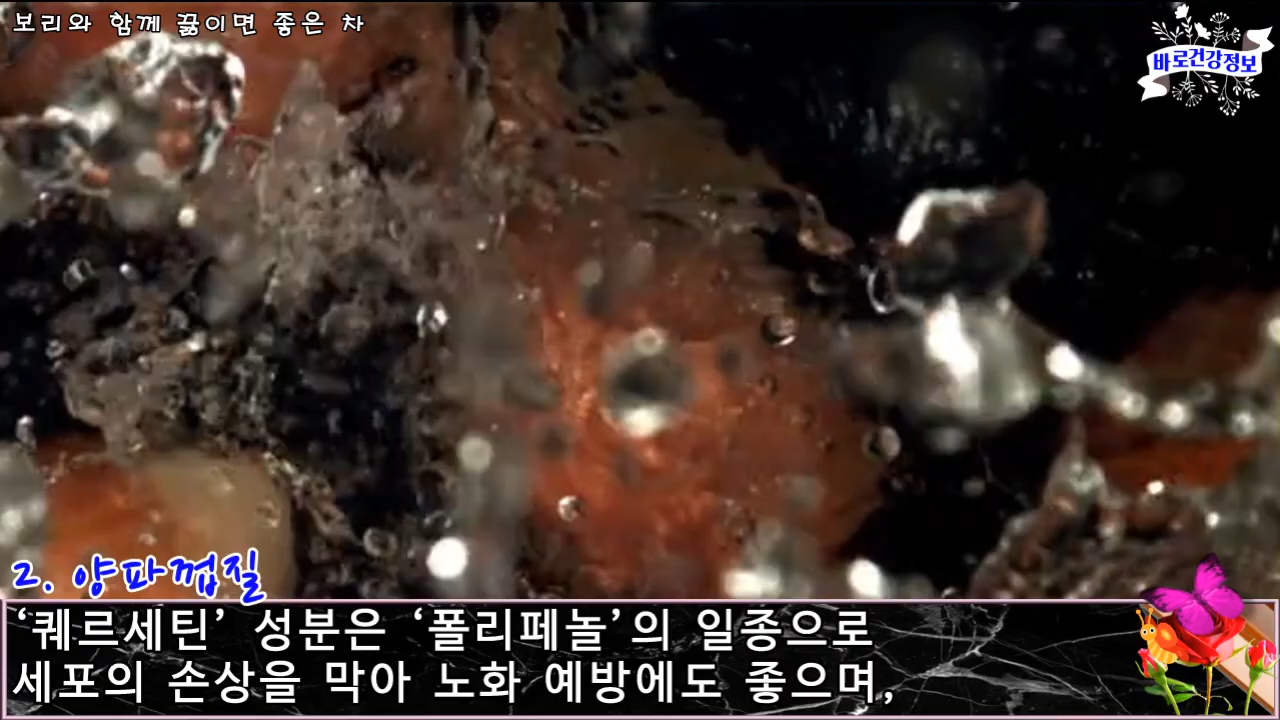 보리와 함께 끓이면 좋은 차
바로건강정보
2. 양파껍질
‘퀘르세틴’ 성분은 ‘폴리페놀’의 일종으로
세포의 손상을 막아 노화 예방에도 좋으며,